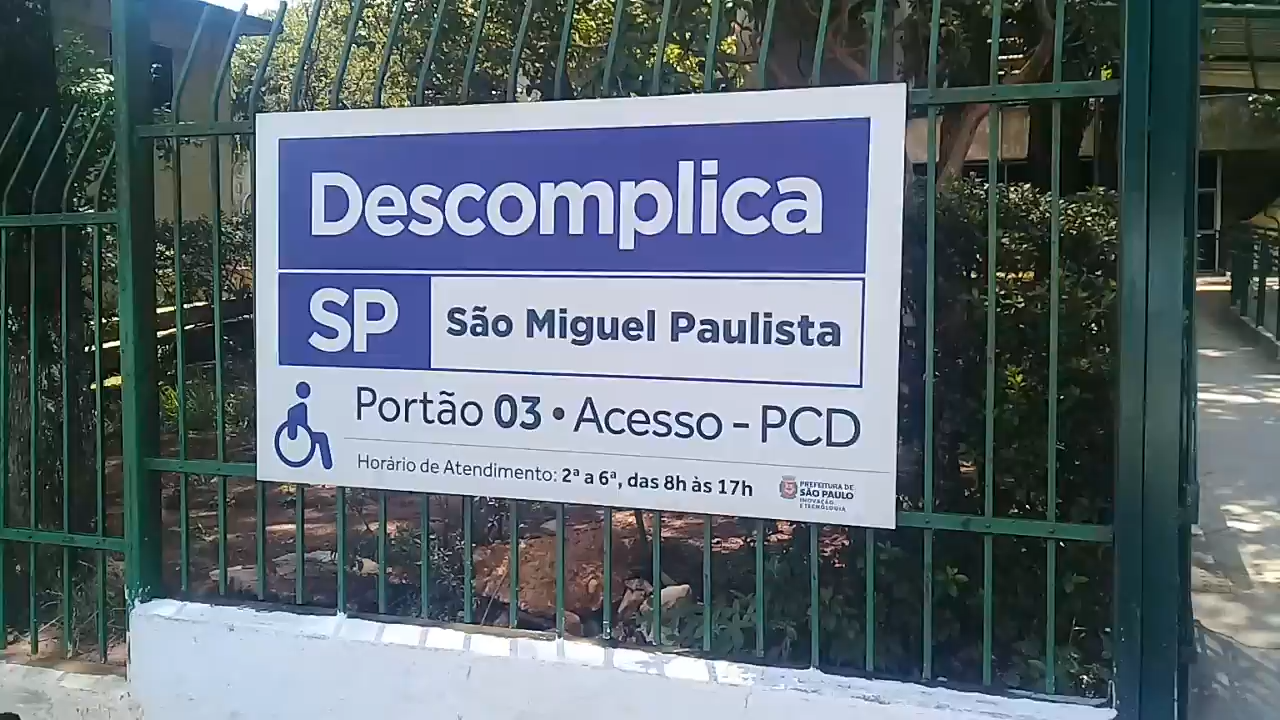 Descomplica
SP
São Miguel Paulista
Portão 03 • Acesso - PCD
Horário de Atendimento: 2ª a 6ª, das 8h às 17h
PREFEITURA DE
SÃO PAULO
INOVAÇÃO
E TECNOLOGIA